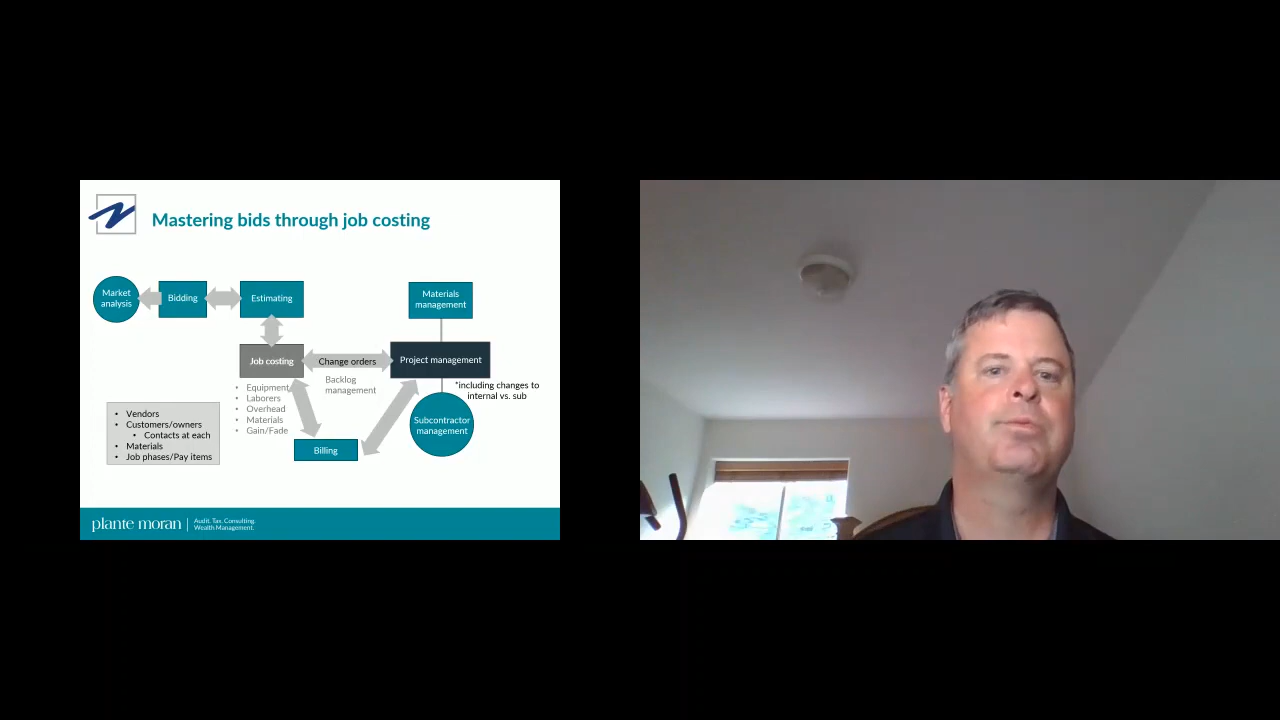 Mastering bids through job costing
Market
analysis
Bidding
Estimating
Materials
management
Job costing
Change orders
Project management
Backlog
management
• Equipment
• Laborers
• Overhead
• Materials
• Gain/Fade
*including changes to
internal vs. sub
• Vendors
• Customers/owners
• Contacts at each
• Materials
• Job phases/Pay items
Subcontractor
management
Billing
plante moran
Audit. Tax. Consulting.
Wealth Management.